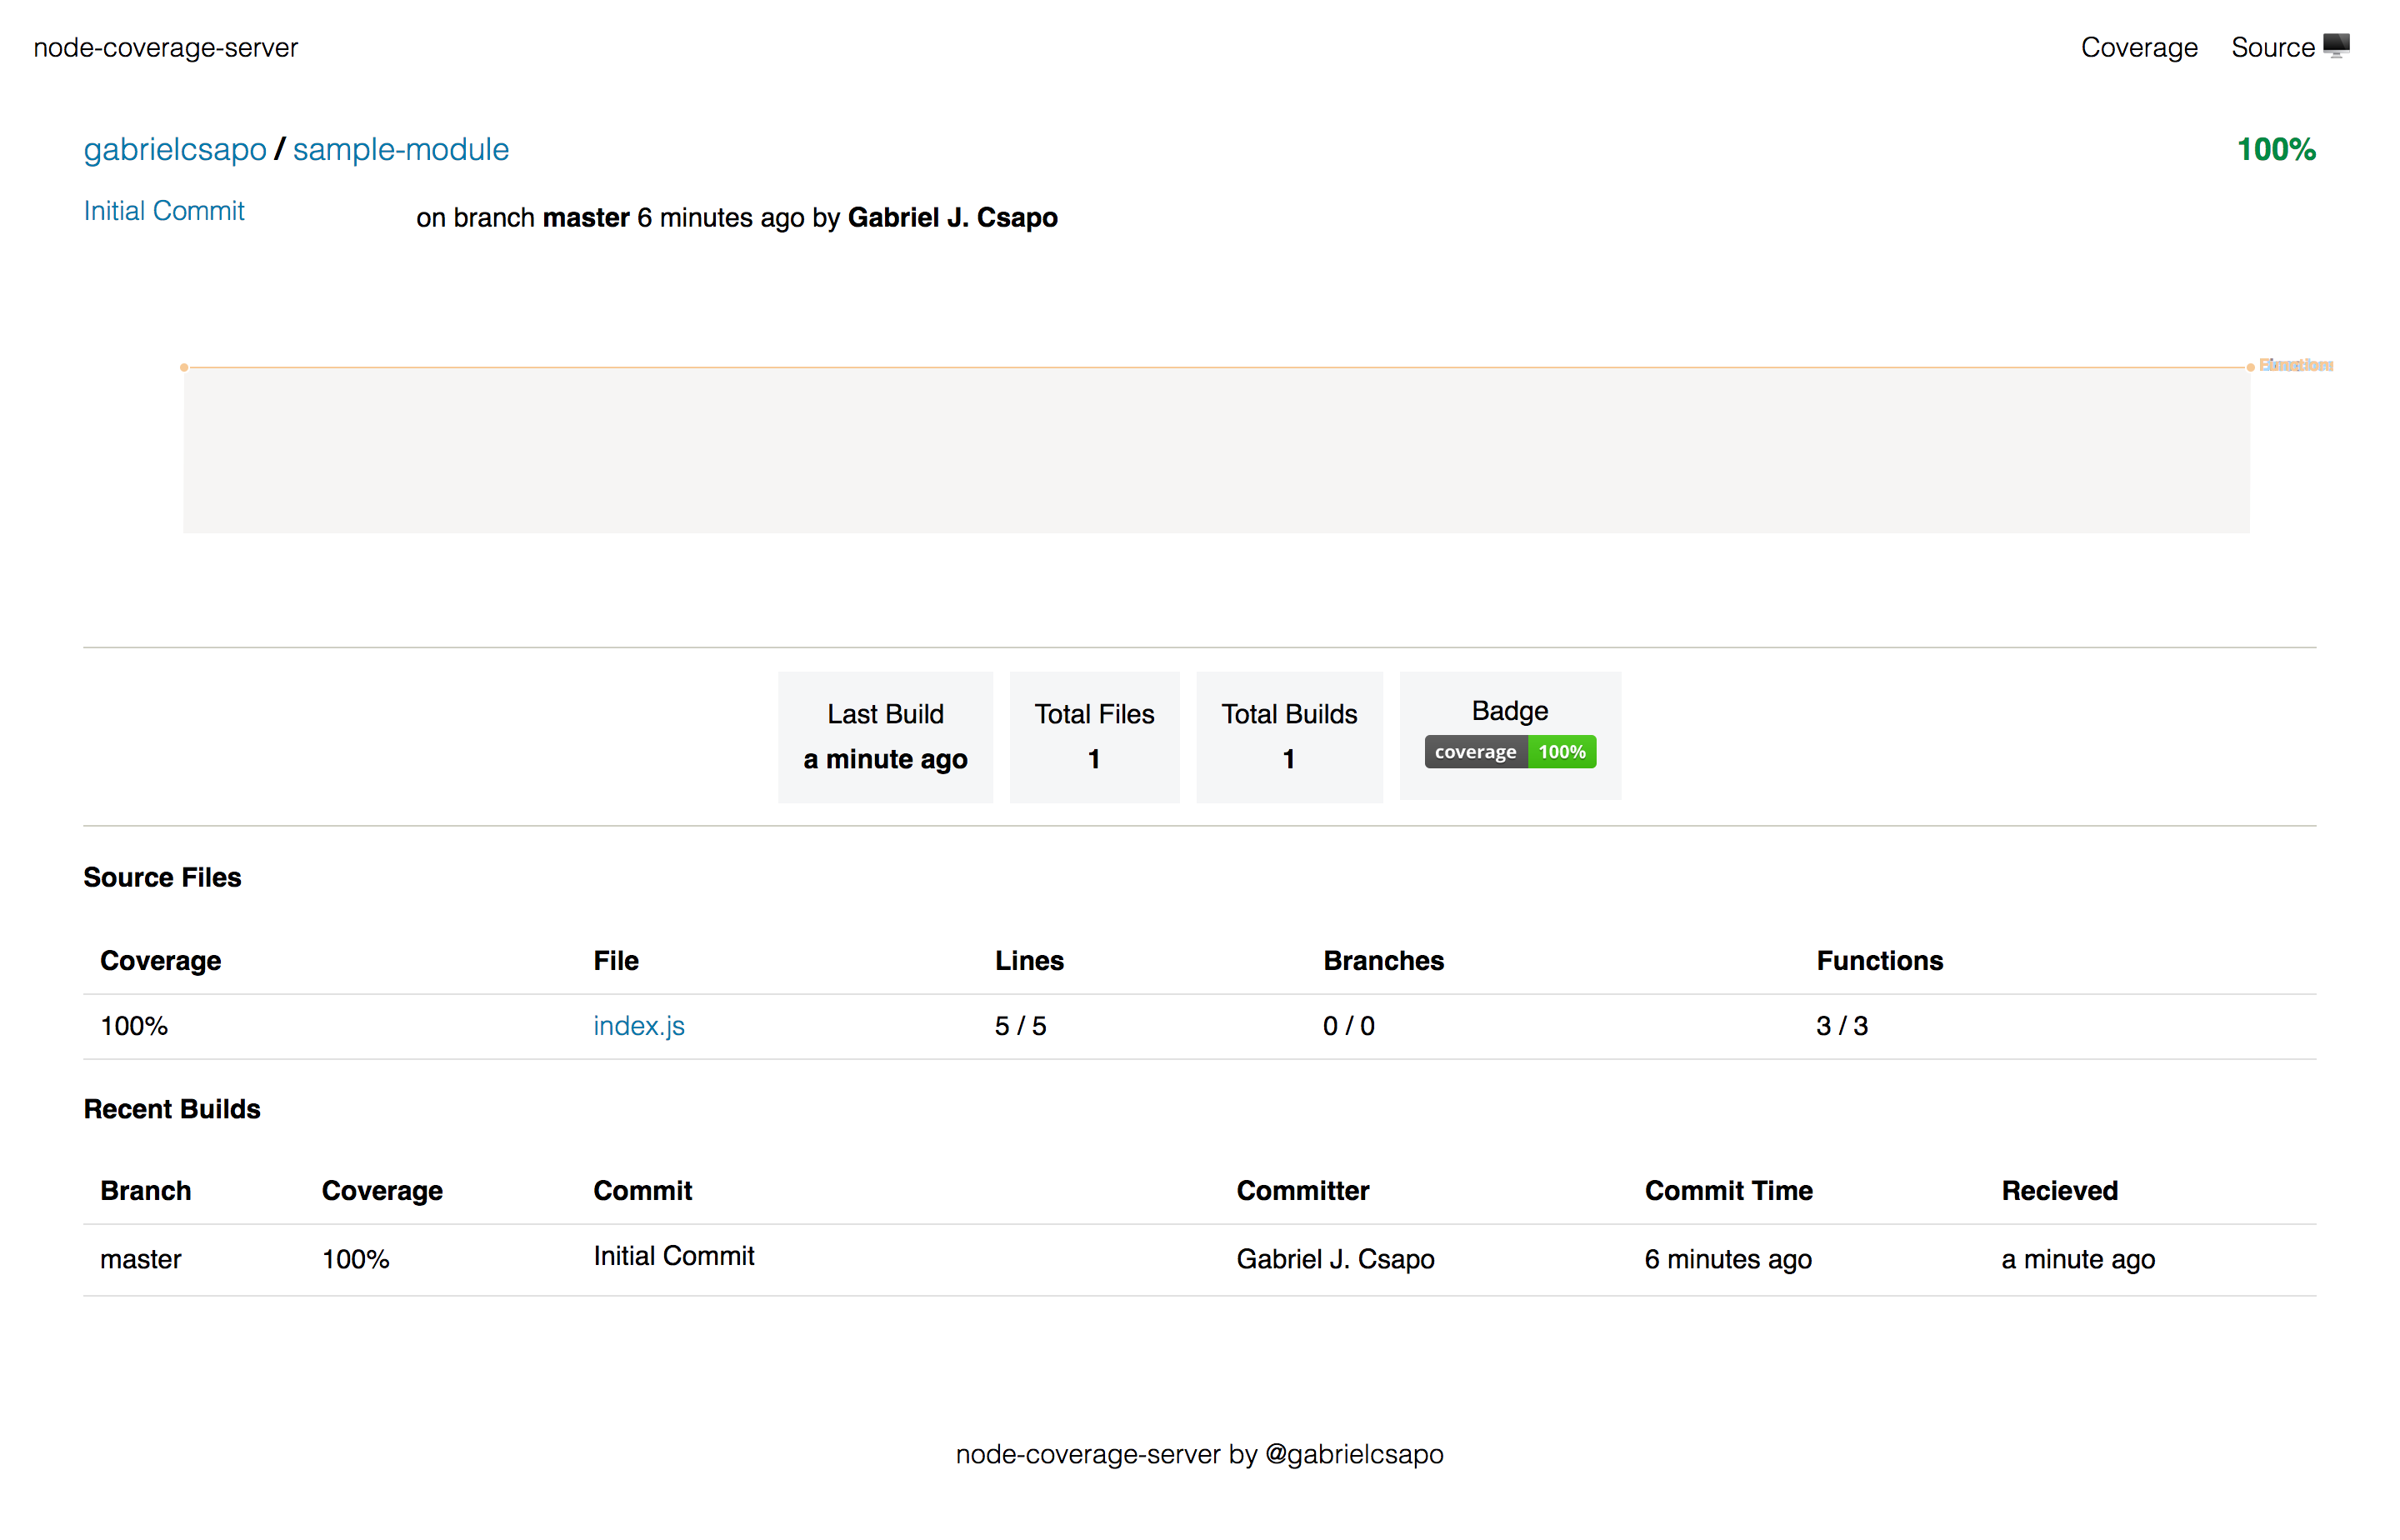 node-coverage-server Coverage Source
gabrielcsapo / sample-module 100%
Initial Commit on branch master 6 minutes ago by Gabriel J. Csapo
Last Build Total Files Total Builds Badge
a minute ago 1 1 coverage 100%
Source Files
Coverage File Lines Branches Functions
100% index.js 5 / 5 0 / 0 3 / 3
Recent Builds
Branch Coverage Commit Committer Commit Time Recieved
master 100% Initial Commit Gabriel J. Csapo 6 minutes ago a minute ago
node-coverage-server by @gabrielcsapo